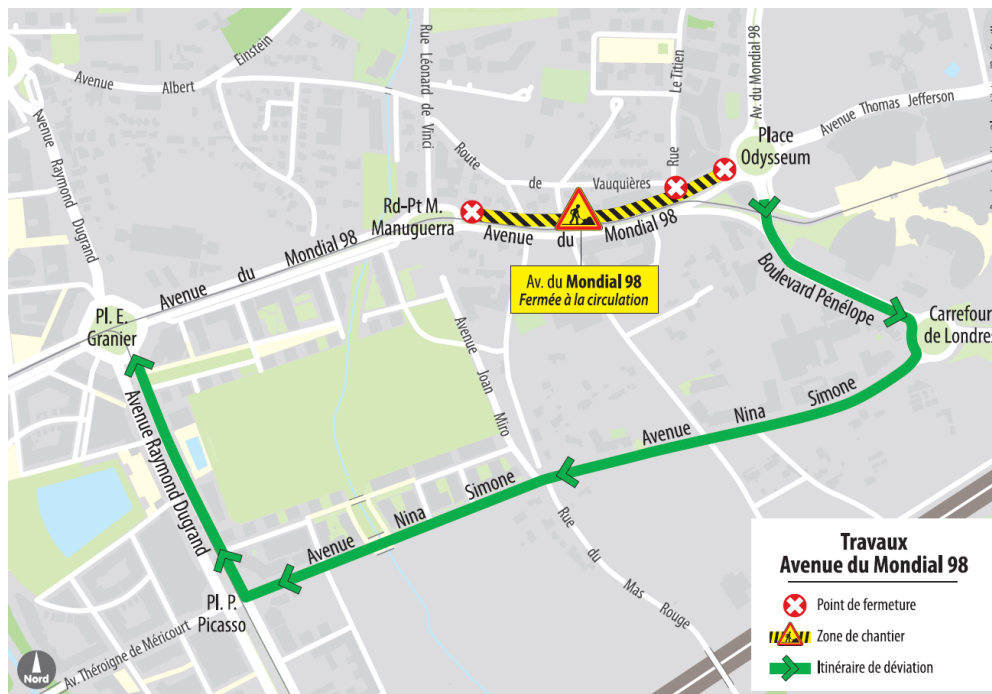 Avenue Albert Einstein
Rue Léonard de Vinci
Le Titien
Rue
Av. du Mondial 98
Avenue Thomas Jefferson
Place
Odysseum
Avenue Raymond Dugrand
Route de Vauquières
Rd-Pt M.
Manuguerra
Avenue du Mondial 98
Avenue du Mondial 98
Av. du Mondial 98
Fermée à la circulation
Boulevard Pénélope
Carrefour
de Londres
Pl. E.
Granier
Avenue Joan Miro
Avenue Nina Simone
Avenue Raymond Dugrand
Avenue Nina Simone
Rue du Mas Rouge
Pl. P.
Picasso
Av. Théroigne de Méricourt
Nord
Travaux
Avenue du Mondial 98
Point de fermeture
Zone de chantier
Itinéraire de déviation